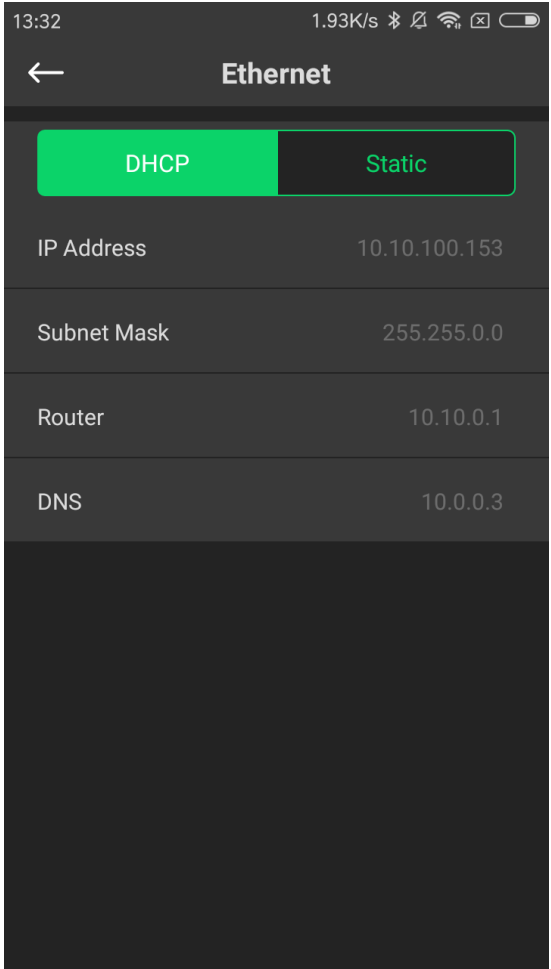 13:32 1.93K/s
Ethernet
DHCP Static
IP Address 10.10.100.153
Subnet Mask 255.255.0.0
Router 10.10.0.1
DNS 10.0.0.3